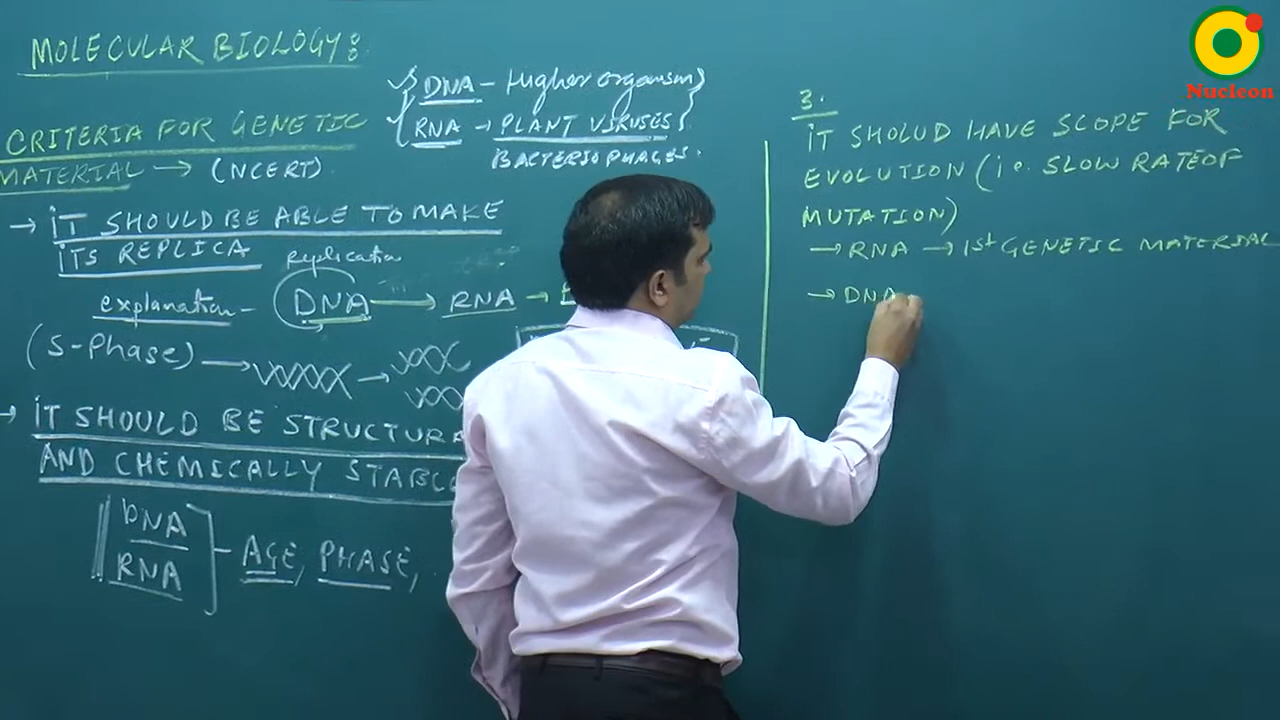 MOLECULAR BIOLOGY:
DNA - Higher organism
RNA → PLANT VIRUSES
BACTERIOPHAGES.
CRITERIA FOR GENETIC
MATERIAL → (NCERT)
→ IT SHOULD BE ABLE TO MAKE
ITS REPLICA
replication
explanation - DNA → RNA →
(S-Phase) → →
→ IT SHOULD BE STRUCTURA
AND CHEMICALLY STABL
DNA
RNA
- AGE, PHASE,
3.
IT SHOLUD HAVE SCOPE FOR
EVOLUTION (i.e. SLOW RATE OF
MUTATION)
→ RNA → 1st GENETIC MATERIAL
→ DNA
Nucleon